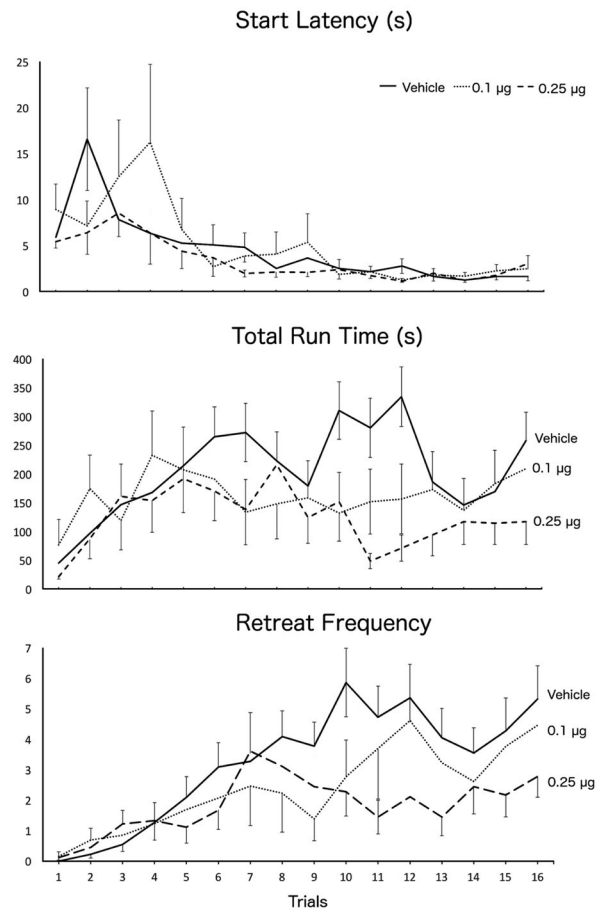 Start Latency (s)
25
20
15
10
5
0
Vehicle 0.1 µg 0.25 µg
Total Run Time (s)
400
350
300
250
200
150
100
50
0
Vehicle
0.1 µg
0.25 µg
Retreat Frequency
7
6
5
4
3
2
1
0
Vehicle
0.1 µg
0.25 µg
1 2 3 4 5 6 7 8 9 10 11 12 13 14 15 16
Trials